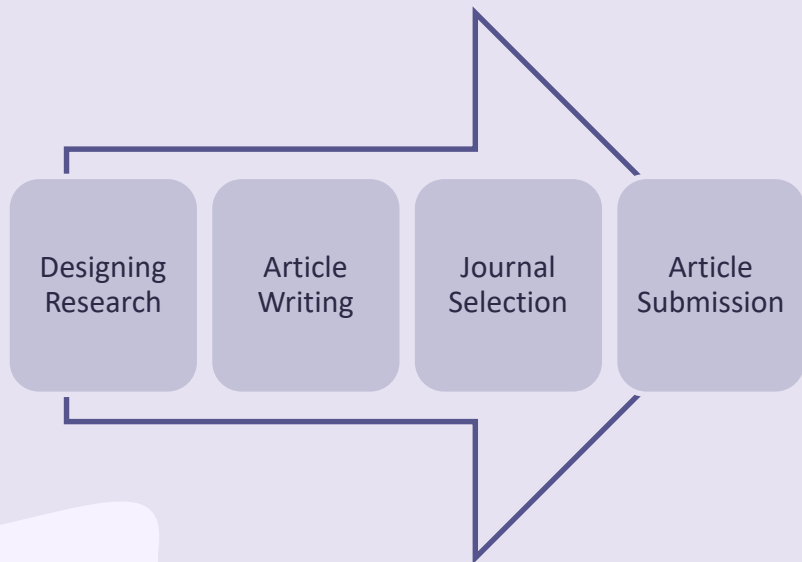 Designing
Research
Article
Writing
Journal
Selection
Article
Submission